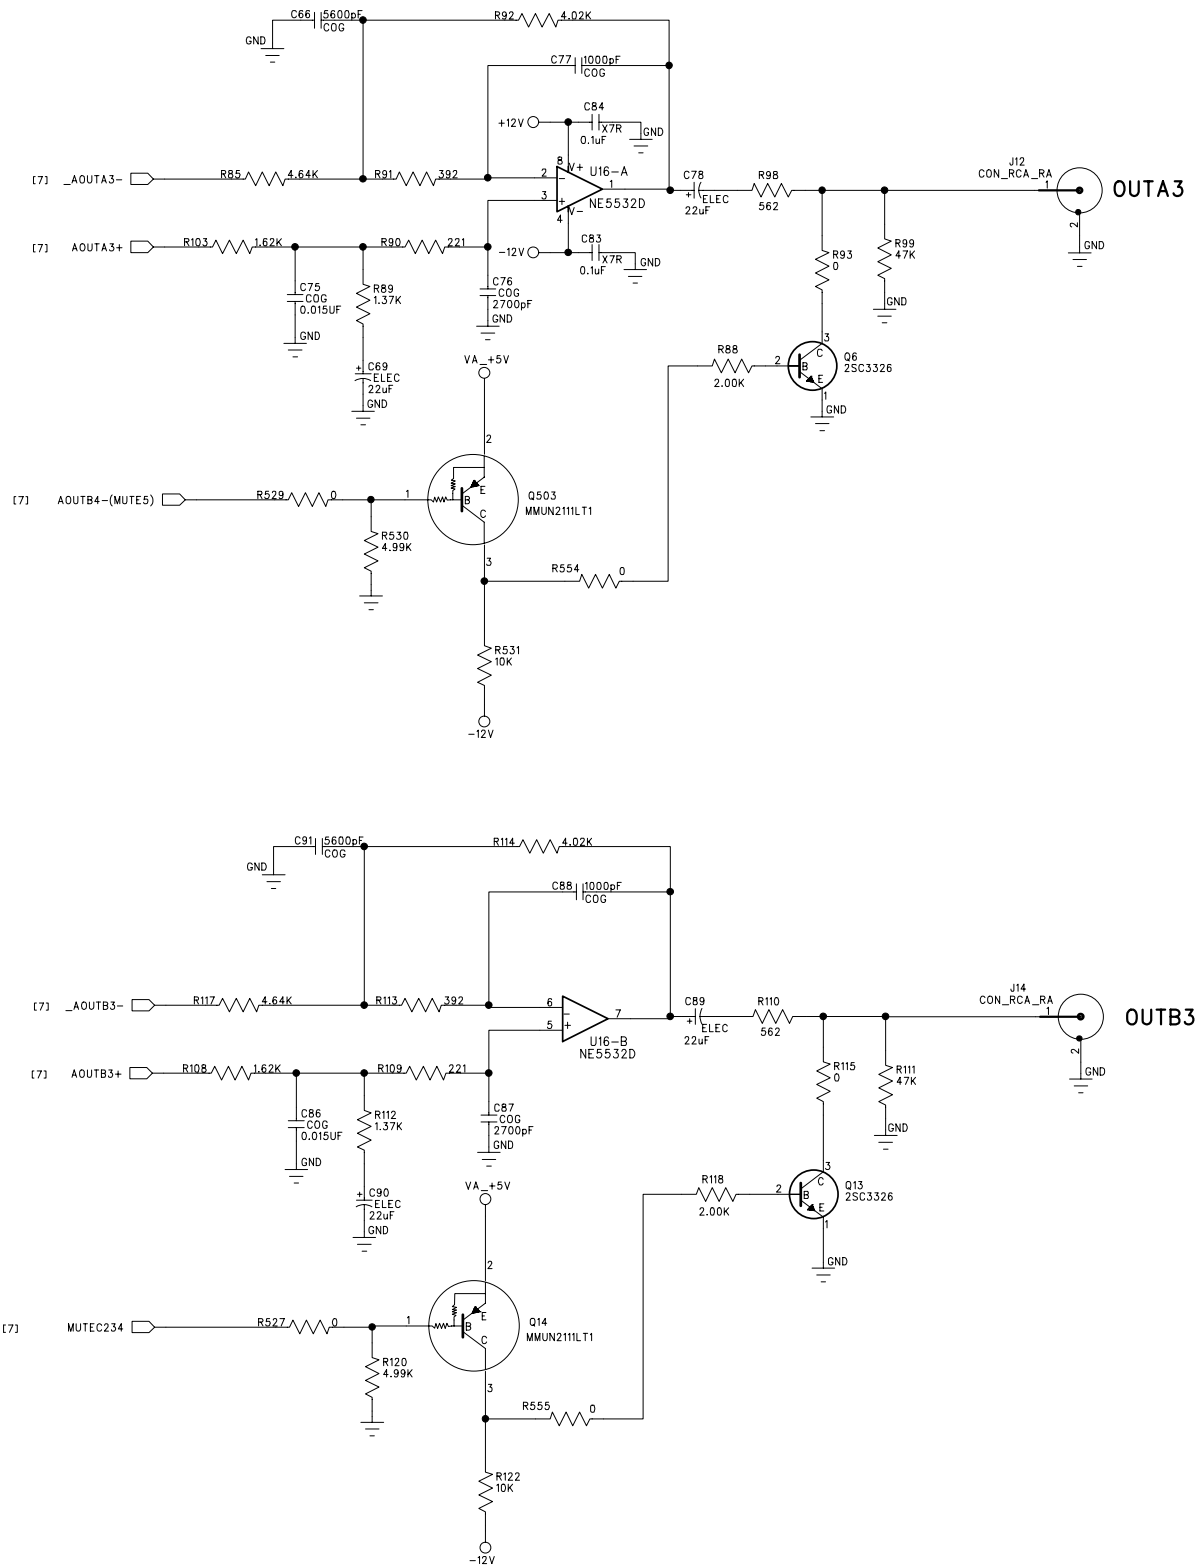 C66 5600pF
COG
GND
R92 4.02K
C77 1000pF
COG
+12V
C84
X7R
0.1uF
GND
[7] _AOUTA3-
R85 4.64K
R91 392
8
V+
U16-A
2
-
3
+
1
NE5532D
V-
4
C78
+
ELEC
22uF
R98
562
J12
CON_RCA_RA
1
2
GND
OUTA3
[7] AOUTA3+
R103 1.62K
R90 221
-12V
C83
X7R
0.1uF
GND
R93
0
R99
47K
GND
C75
COG
0.015UF
GND
R89
1.37K
C76
COG
2700pF
GND
+
C69
ELEC
22uF
GND
VA_+5V
R88
2.00K
3
C
2
B
E
1
Q6
2SC3326
GND
2
[7] AOUTB4-(MUTE5)
R529 0
1
B
E
C
Q503
MMUN2111LT1
R530
4.99K
3
R554 0
R531
10K
-12V
C91 5600pF
COG
GND
R114 4.02K
C88 1000pF
COG
[7] _AOUTB3-
R117 4.64K
R113 392
6
-
5
+
7
U16-B
NE5532D
C89
+
ELEC
22uF
R110
562
J14
CON_RCA_RA
1
2
GND
OUTB3
[7] AOUTB3+
R108 1.62K
R109 221
R115
0
R111
47K
GND
C86
COG
0.015UF
GND
R112
1.37K
C87
COG
2700pF
GND
+
C90
ELEC
22uF
GND
VA_+5V
R118
2.00K
3
C
2
B
E
1
Q13
2SC3326
GND
2
[7] MUTEC234
R527 0
1
B
E
C
Q14
MMUN2111LT1
R120
4.99K
3
R555 0
R122
10K
-12V